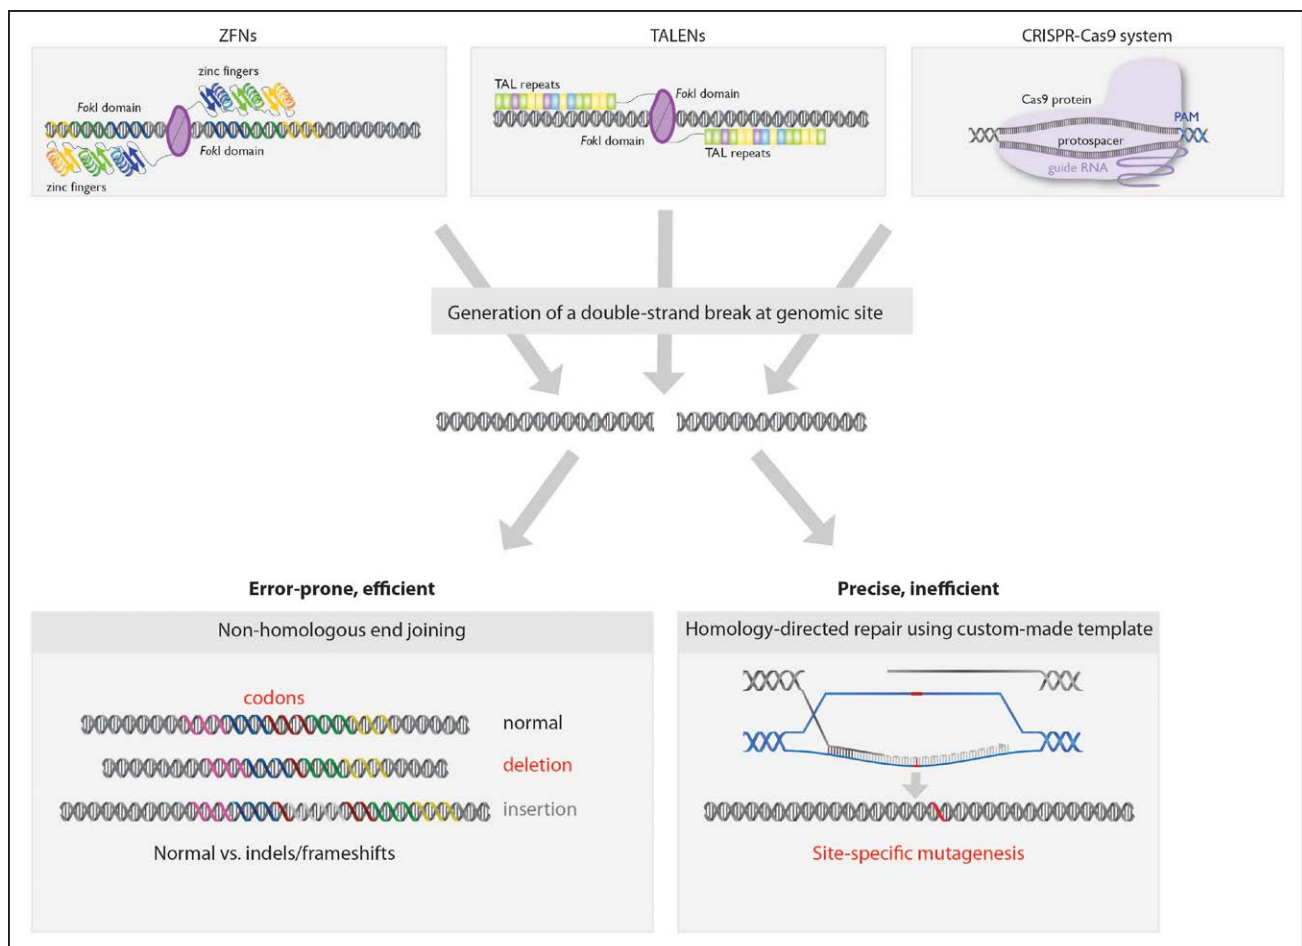 ZFNs
zinc fingers
FokI domain
FokI domain
zinc fingers
TALENs
TAL repeats
FokI domain
FokI domain
TAL repeats
CRISPR-Cas9 system
Cas9 protein
PAM
protospacer
guide RNA
Generation of a double-strand break at genomic site
Error-prone, efficient
Non-homologous end joining
codons
normal
deletion
insertion
Normal vs. indels/frameshifts
Precise, inefficient
Homology-directed repair using custom-made template
Site-specific mutagenesis